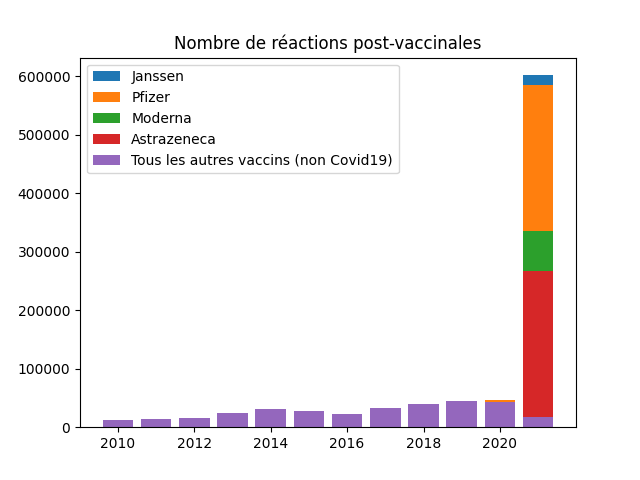 Nombre de réactions post-vaccinales
Janssen
Pfizer
Moderna
Astrazeneca
Tous les autres vaccins (non Covid19)
600000
500000
400000
300000
200000
100000
0
2010 2012 2014 2016 2018 2020